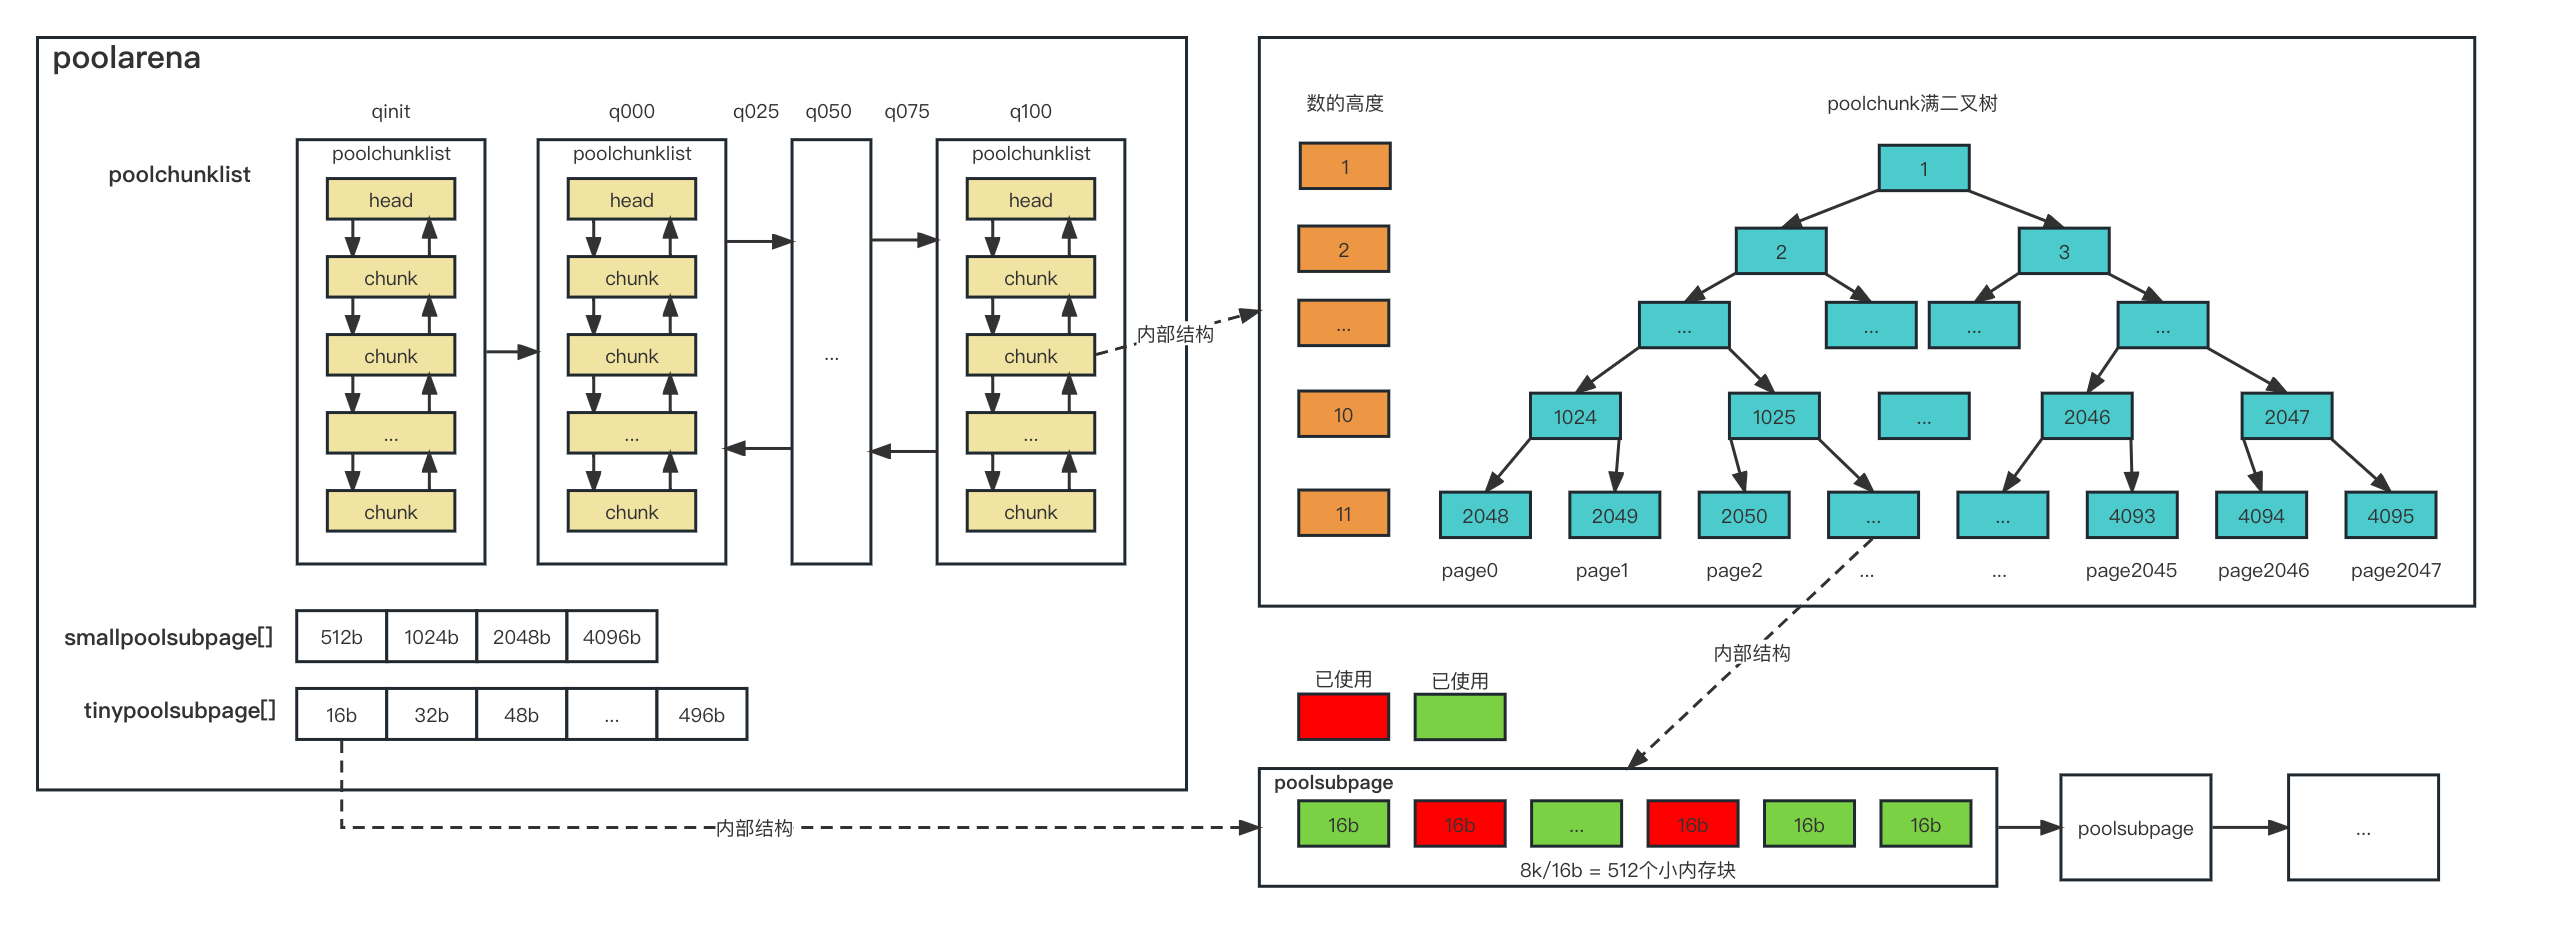 poolarena
qinit q000 q025 q050 q075 q100
poolchunklist
poolchunklist poolchunklist ... poolchunklist
head head head
chunk chunk chunk
chunk chunk chunk
... ... ...
chunk chunk chunk
内部结构
smallpoolsubpage[] 512b 1024b 2048b 4096b
tinypoolsubpage[] 16b 32b 48b ... 496b
内部结构
数的高度 poolchunk满二叉树
1 1
2 2 3
... ... ... ... ...
10 1024 1025 ... 2046 2047
11 2048 2049 2050 ... ... 4093 4094 4095
page0 page1 page2 ... ... page2045 page2046 page2047
内部结构
已使用 已使用
poolsubpage
16b 16b ... 16b 16b 16b
8k/16b = 512个小内存块
poolsubpage
...